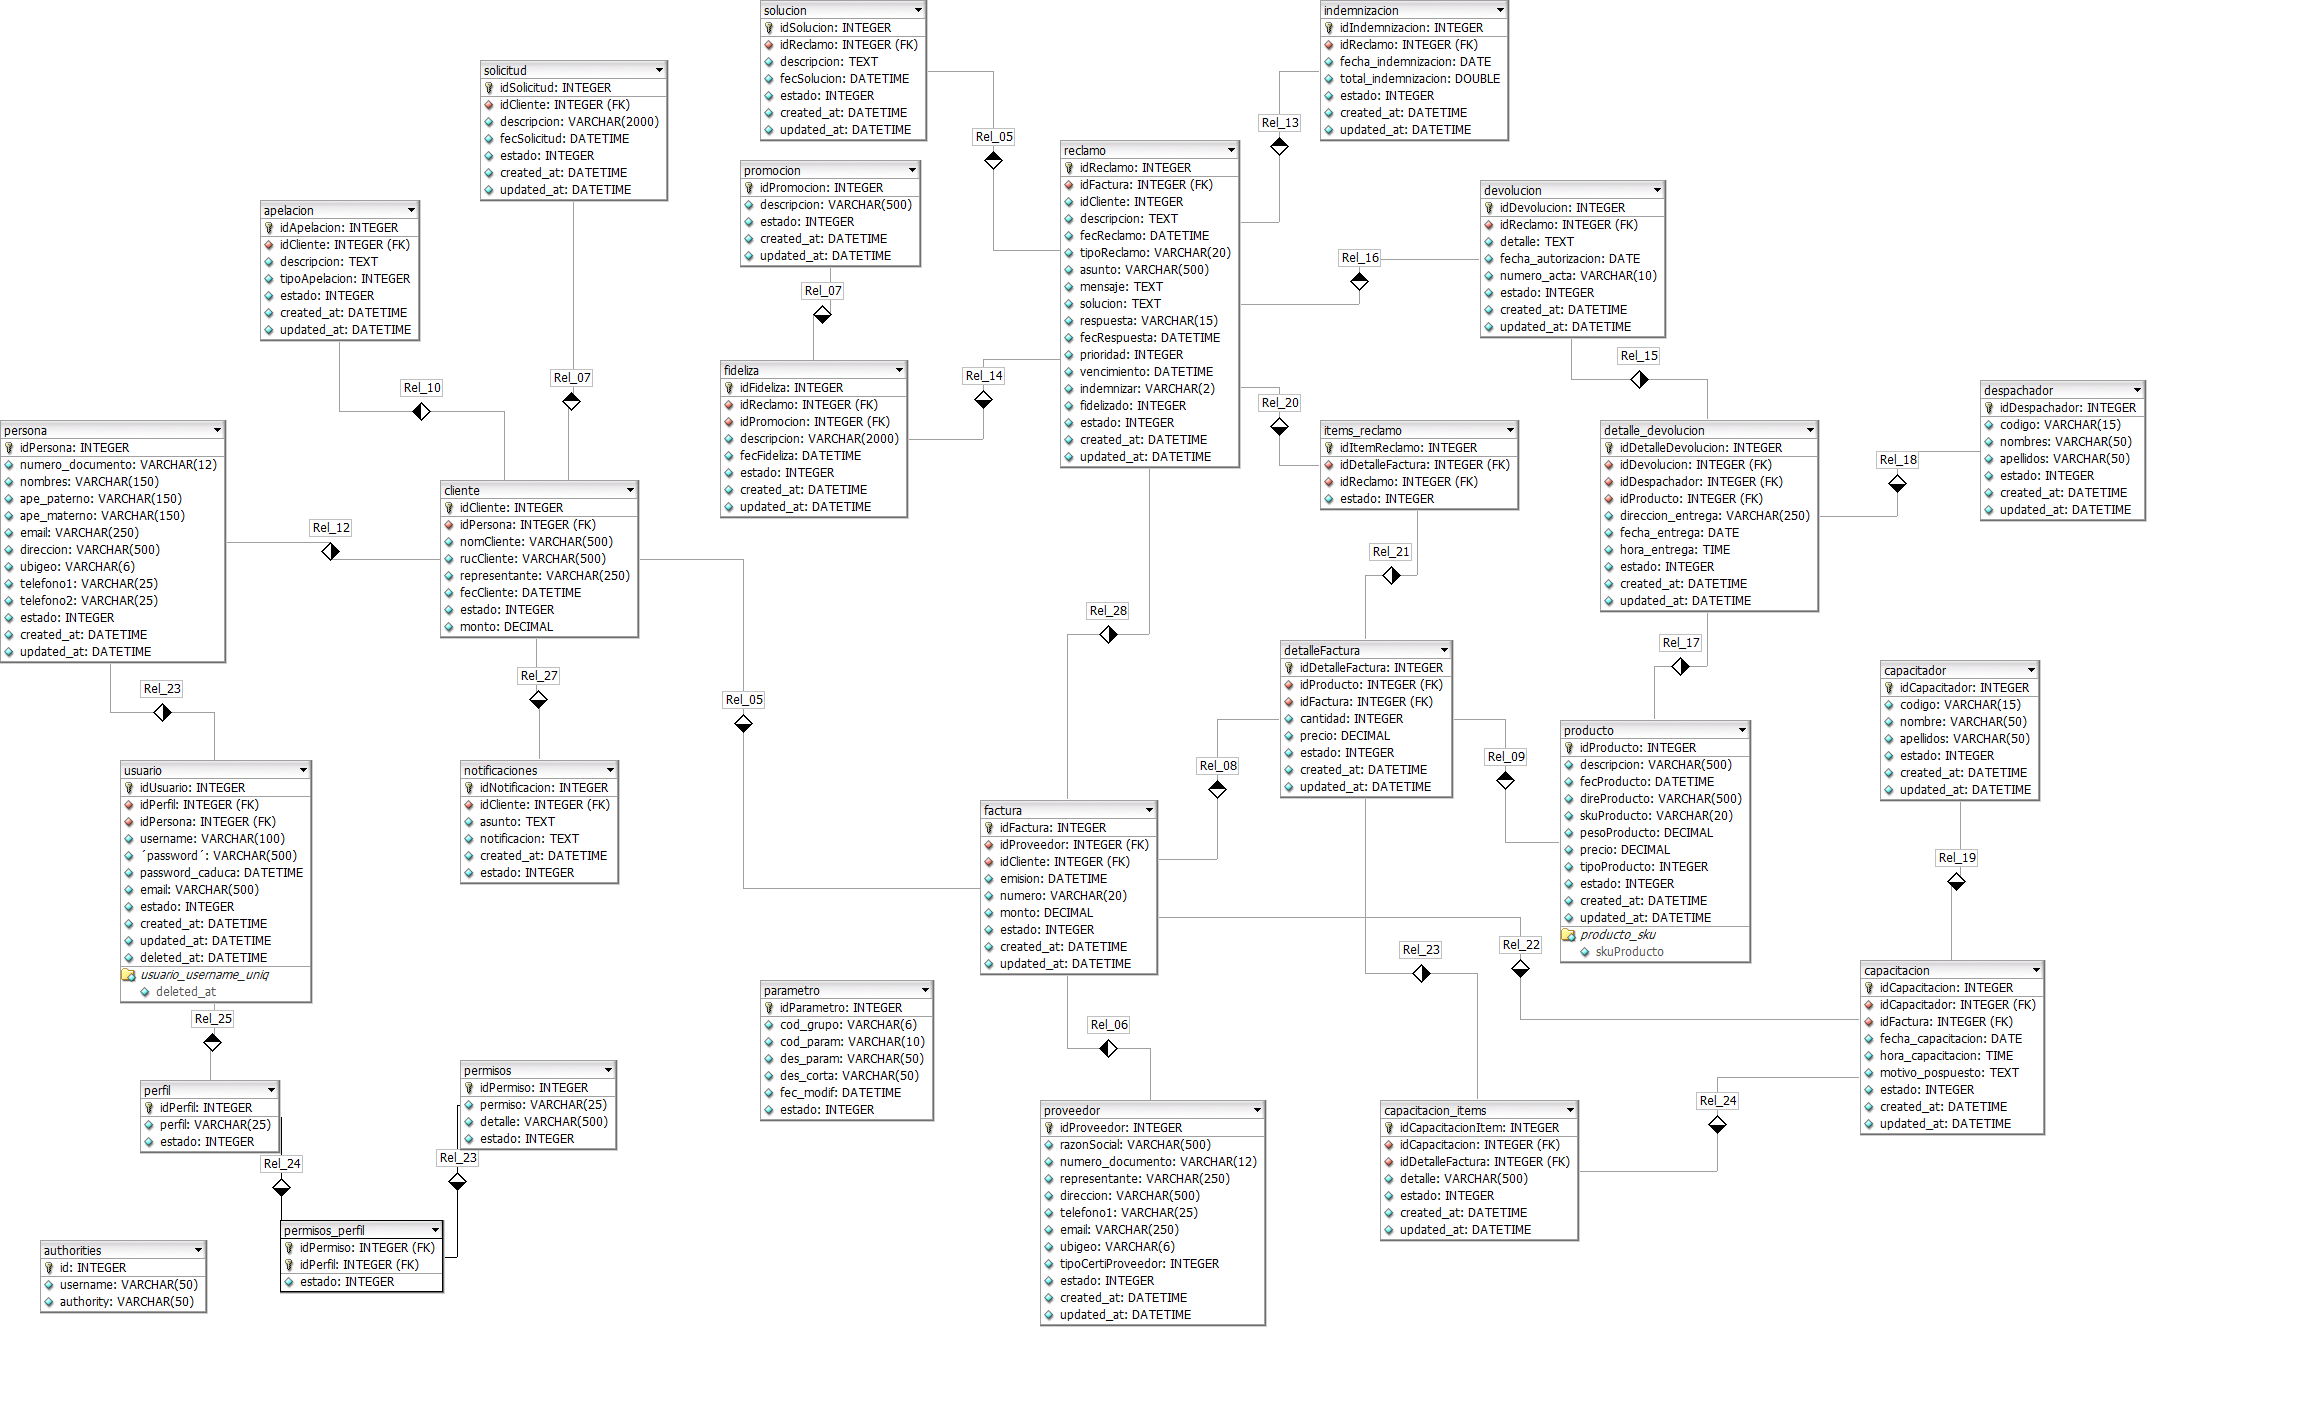 solucion
idSolucion: INTEGER
idReclamo: INTEGER (FK)
descripcion: TEXT
fecSolucion: DATETIME
estado: INTEGER
created_at: DATETIME
updated_at: DATETIME
indemnizacion
idIndemnizacion: INTEGER
idReclamo: INTEGER (FK)
fecha_indemnizacion: DATE
total_indemnizacion: DOUBLE
estado: INTEGER
created_at: DATETIME
updated_at: DATETIME
solicitud
idSolicitud: INTEGER
idCliente: INTEGER (FK)
descripcion: VARCHAR(2000)
fecSolicitud: DATETIME
estado: INTEGER
created_at: DATETIME
updated_at: DATETIME
Rel_05
Rel_13
reclamo
idReclamo: INTEGER
idFactura: INTEGER (FK)
idCliente: INTEGER
descripcion: TEXT
fecReclamo: DATETIME
tipoReclamo: VARCHAR(20)
asunto: VARCHAR(500)
mensaje: TEXT
solucion: TEXT
respuesta: VARCHAR(15)
fecRespuesta: DATETIME
prioridad: INTEGER
vencimiento: DATETIME
indemnizar: VARCHAR(2)
fidelizado: INTEGER
estado: INTEGER
created_at: DATETIME
updated_at: DATETIME
promocion
idPromocion: INTEGER
descripcion: VARCHAR(500)
estado: INTEGER
created_at: DATETIME
updated_at: DATETIME
devolucion
idDevolucion: INTEGER
idReclamo: INTEGER (FK)
detalle: TEXT
fecha_autorizacion: DATE
numero_acta: VARCHAR(10)
estado: INTEGER
created_at: DATETIME
updated_at: DATETIME
apelacion
idApelacion: INTEGER
idCliente: INTEGER (FK)
descripcion: TEXT
tipoApelacion: INTEGER
estado: INTEGER
created_at: DATETIME
updated_at: DATETIME
Rel_16
Rel_07
Rel_15
Rel_10
Rel_07
Rel_14
Rel_20
fideliza
idFideliza: INTEGER
idReclamo: INTEGER (FK)
idPromocion: INTEGER (FK)
descripcion: VARCHAR(2000)
fecFideliza: DATETIME
estado: INTEGER
created_at: DATETIME
updated_at: DATETIME
despachador
idDespachador: INTEGER
codigo: VARCHAR(15)
nombres: VARCHAR(50)
apellidos: VARCHAR(50)
estado: INTEGER
created_at: DATETIME
updated_at: DATETIME
persona
idPersona: INTEGER
numero_documento: VARCHAR(12)
nombres: VARCHAR(150)
ape_paterno: VARCHAR(150)
ape_materno: VARCHAR(150)
email: VARCHAR(250)
direccion: VARCHAR(500)
ubigeo: VARCHAR(6)
telefono1: VARCHAR(25)
telefono2: VARCHAR(25)
estado: INTEGER
created_at: DATETIME
updated_at: DATETIME
items_reclamo
idItemReclamo: INTEGER
idDetalleFactura: INTEGER (FK)
idReclamo: INTEGER (FK)
estado: INTEGER
detalle_devolucion
idDetalleDevolucion: INTEGER
idDevolucion: INTEGER (FK)
idDespachador: INTEGER (FK)
idProducto: INTEGER (FK)
direccion_entrega: VARCHAR(250)
fecha_entrega: DATE
hora_entrega: TIME
estado: INTEGER
created_at: DATETIME
updated_at: DATETIME
Rel_18
cliente
idCliente: INTEGER
idPersona: INTEGER (FK)
nomCliente: VARCHAR(500)
rucCliente: VARCHAR(500)
representante: VARCHAR(250)
fecCliente: DATETIME
estado: INTEGER
monto: DECIMAL
Rel_12
Rel_21
Rel_28
Rel_17
detalleFactura
idDetalleFactura: INTEGER
idProducto: INTEGER (FK)
idFactura: INTEGER (FK)
cantidad: INTEGER
precio: DECIMAL
estado: INTEGER
created_at: DATETIME
updated_at: DATETIME
capacitador
idCapacitador: INTEGER
codigo: VARCHAR(15)
nombre: VARCHAR(50)
apellidos: VARCHAR(50)
estado: INTEGER
created_at: DATETIME
updated_at: DATETIME
Rel_27
Rel_23
Rel_05
producto
idProducto: INTEGER
descripcion: VARCHAR(500)
fecProducto: DATETIME
direProducto: VARCHAR(500)
skuProducto: VARCHAR(20)
pesoProducto: DECIMAL
precio: DECIMAL
tipoProducto: INTEGER
estado: INTEGER
created_at: DATETIME
updated_at: DATETIME
producto_sku
skuProducto
Rel_09
Rel_08
usuario
idUsuario: INTEGER
idPerfil: INTEGER (FK)
idPersona: INTEGER (FK)
username: VARCHAR(100)
´password´: VARCHAR(500)
password_caduca: DATETIME
email: VARCHAR(500)
estado: INTEGER
created_at: DATETIME
updated_at: DATETIME
deleted_at: DATETIME
usuario_username_uniq
deleted_at
notificaciones
idNotificacion: INTEGER
idCliente: INTEGER (FK)
asunto: TEXT
notificacion: TEXT
created_at: DATETIME
estado: INTEGER
factura
idFactura: INTEGER
idProveedor: INTEGER (FK)
idCliente: INTEGER (FK)
emision: DATETIME
numero: VARCHAR(20)
monto: DECIMAL
estado: INTEGER
created_at: DATETIME
updated_at: DATETIME
Rel_19
Rel_22
Rel_23
capacitacion
idCapacitacion: INTEGER
idCapacitador: INTEGER (FK)
idFactura: INTEGER (FK)
fecha_capacitacion: DATE
hora_capacitacion: TIME
motivo_pospuesto: TEXT
estado: INTEGER
created_at: DATETIME
updated_at: DATETIME
parametro
idParametro: INTEGER
cod_grupo: VARCHAR(6)
cod_param: VARCHAR(10)
des_param: VARCHAR(50)
des_corta: VARCHAR(50)
fec_modif: DATETIME
estado: INTEGER
Rel_25
Rel_06
permisos
idPermiso: INTEGER
permiso: VARCHAR(25)
detalle: VARCHAR(500)
estado: INTEGER
perfil
idPerfil: INTEGER
perfil: VARCHAR(25)
estado: INTEGER
Rel_24
proveedor
idProveedor: INTEGER
razonSocial: VARCHAR(500)
numero_documento: VARCHAR(12)
representante: VARCHAR(250)
direccion: VARCHAR(500)
telefono1: VARCHAR(25)
email: VARCHAR(250)
ubigeo: VARCHAR(6)
tipoCertiProveedor: INTEGER
estado: INTEGER
created_at: DATETIME
updated_at: DATETIME
capacitacion_items
idCapacitacionItem: INTEGER
idCapacitacion: INTEGER (FK)
idDetalleFactura: INTEGER (FK)
detalle: VARCHAR(500)
estado: INTEGER
created_at: DATETIME
updated_at: DATETIME
Rel_23
Rel_24
permisos_perfil
idPermiso: INTEGER (FK)
idPerfil: INTEGER (FK)
estado: INTEGER
authorities
id: INTEGER
username: VARCHAR(50)
authority: VARCHAR(50)